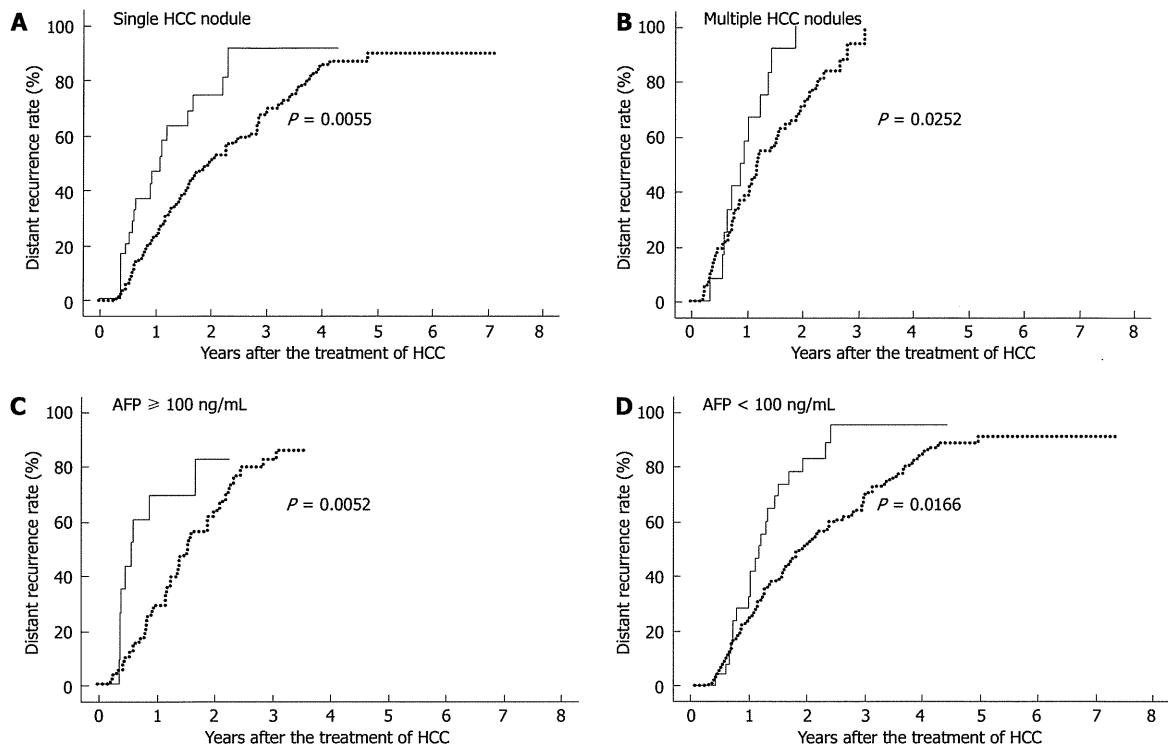 A Single HCC nodule
100
80
60
40
20
0
Distant recurrence rate (%)
P = 0.0055
0 1 2 3 4 5 6 7 8
Years after the treatment of HCC
B Multiple HCC nodules
100
80
60
40
20
0
Distant recurrence rate (%)
P = 0.0252
0 1 2 3 4 5 6 7 8
Years after the treatment of HCC
C AFP ⩾ 100 ng/mL
100
80
60
40
20
0
Distant recurrence rate (%)
P = 0.0052
0 1 2 3 4 5 6 7 8
Years after the treatment of HCC
D AFP < 100 ng/mL
100
80
60
40
20
0
Distant recurrence rate (%)
P = 0.0166
0 1 2 3 4 5 6 7 8
Years after the treatment of HCC